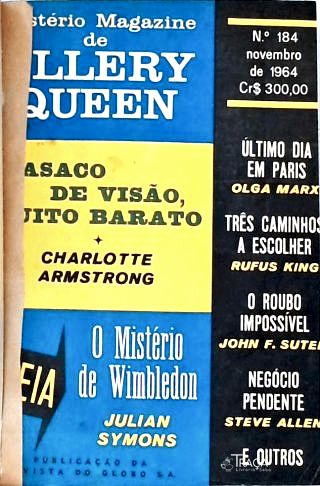 stério Magazine
de
LLERY
QUEEN
N.º 184
novembro
de 1964
Cr$ 300,00
ASACO
DE VISÃO,
UITO BARATO
CHARLOTTE
ARMSTRONG
EIA
O Mistério
de Wimbledon
JULIAN
SYMONS
PUBLICAÇÃO DA
VISTA DO GLOBO S.A.
ÚLTIMO DIA
EM PARIS
OLGA MARX
TRÊS CAMINHOS
A ESCOLHER
RUFUS KING
O ROUBO
IMPOSSÍVEL
JOHN F. SUTER
NEGÓCIO
PENDENTE
STEVE ALLEN
E OUTROS